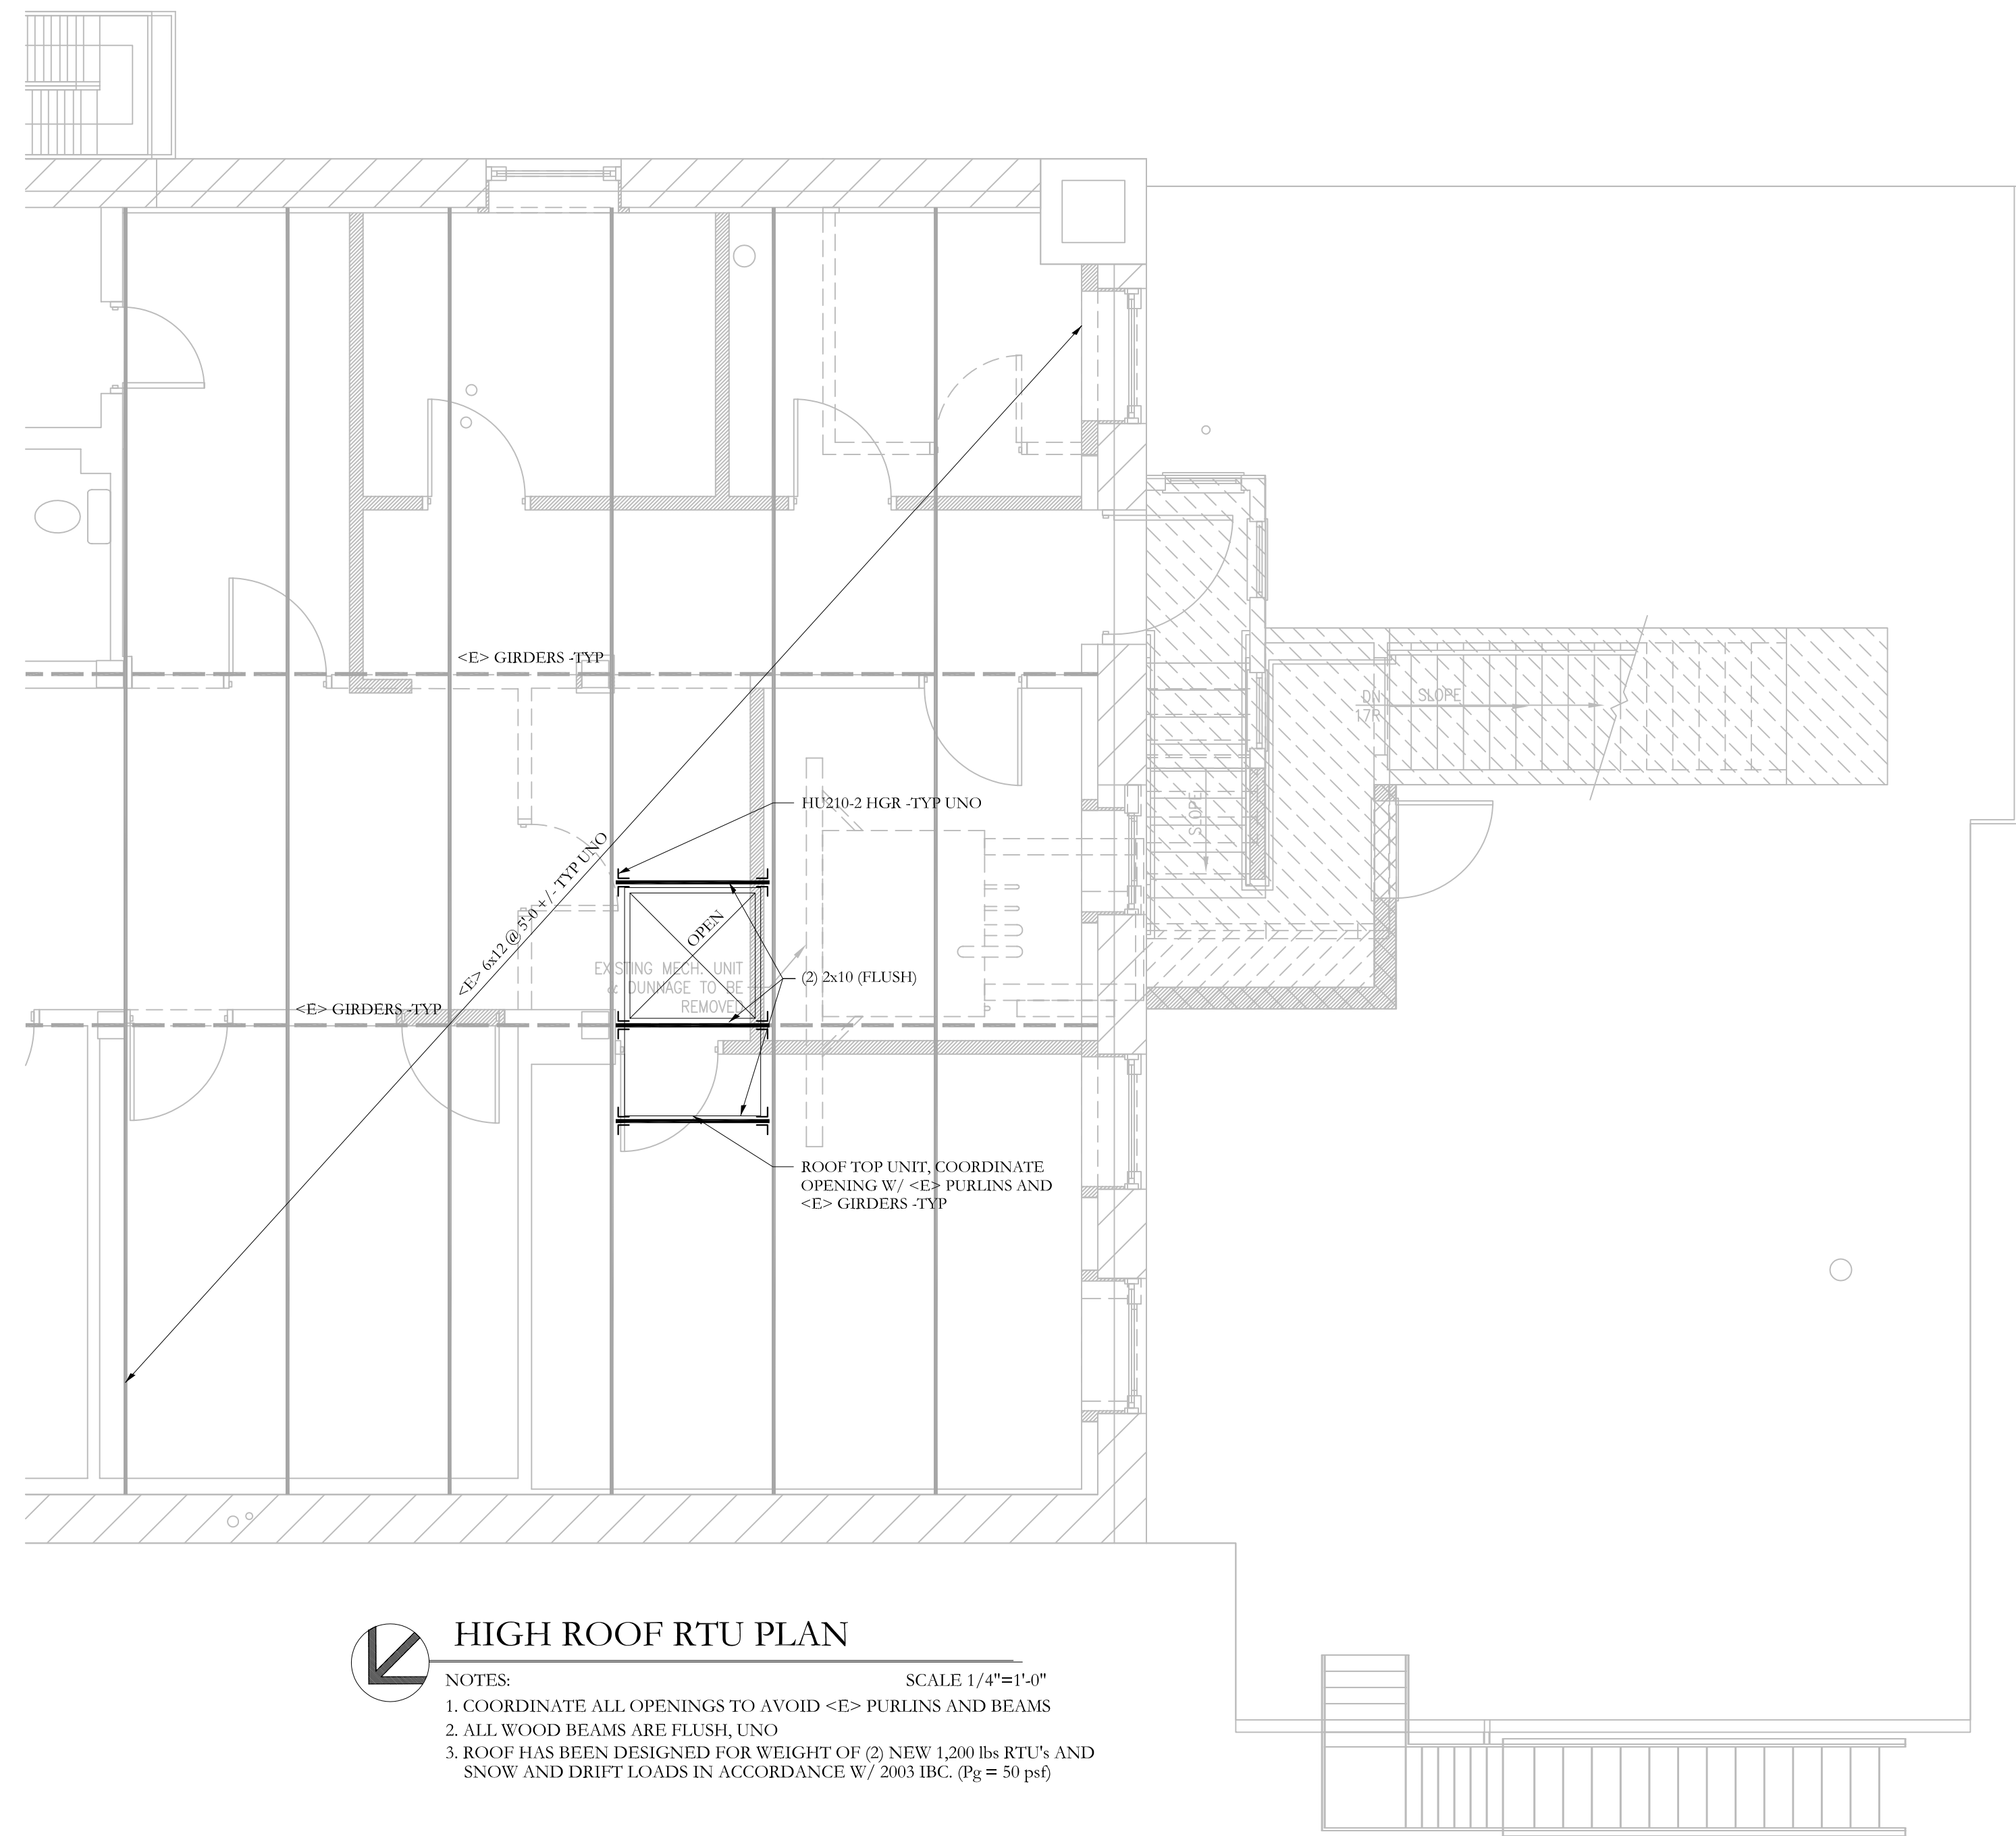 <E> GIRDERS -TYP
DN
17R
SLOPE
HU210-2 HGR -TYP UNO
SLOPE
<E> 6x12 @ 5'-0 +/- TYP UNO
OPEN
EXISTING MECH. UNIT
& DUNNAGE TO BE
REMOVED
(2) 2x10 (FLUSH)
<E> GIRDERS -TYP
ROOF TOP UNIT, COORDINATE
OPENING W/ <E> PURLINS AND
<E> GIRDERS -TYP
HIGH ROOF RTU PLAN
NOTES:
SCALE 1/4"=1'-0"
1. COORDINATE ALL OPENINGS TO AVOID <E> PURLINS AND BEAMS
2. ALL WOOD BEAMS ARE FLUSH, UNO
3. ROOF HAS BEEN DESIGNED FOR WEIGHT OF (2) NEW 1,200 lbs RTU's AND
SNOW AND DRIFT LOADS IN ACCORDANCE W/ 2003 IBC. (Pg = 50 psf)